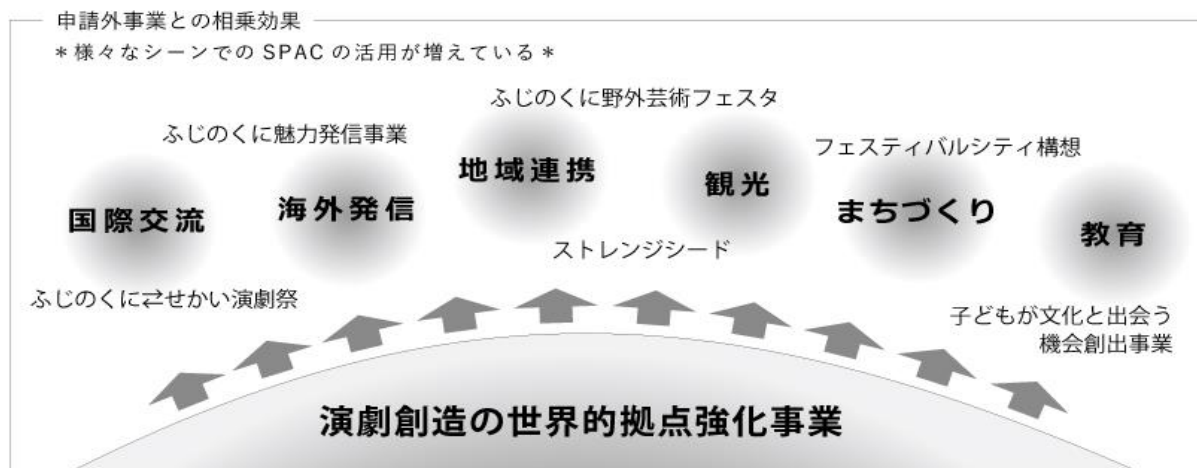 申請外事業との相乗効果
＊様々なシーンでの SPAC の活用が増えている＊
ふじのくに野外芸術フェスタ
ふじのくに魅力発信事業
フェスティバルシティ構想
国際交流
海外発信
地域連携
観光
まちづくり
教育
ストレンジシード
ふじのくに⇄せかい演劇祭
子どもが文化と出会う
機会創出事業
演劇創造の世界的拠点強化事業